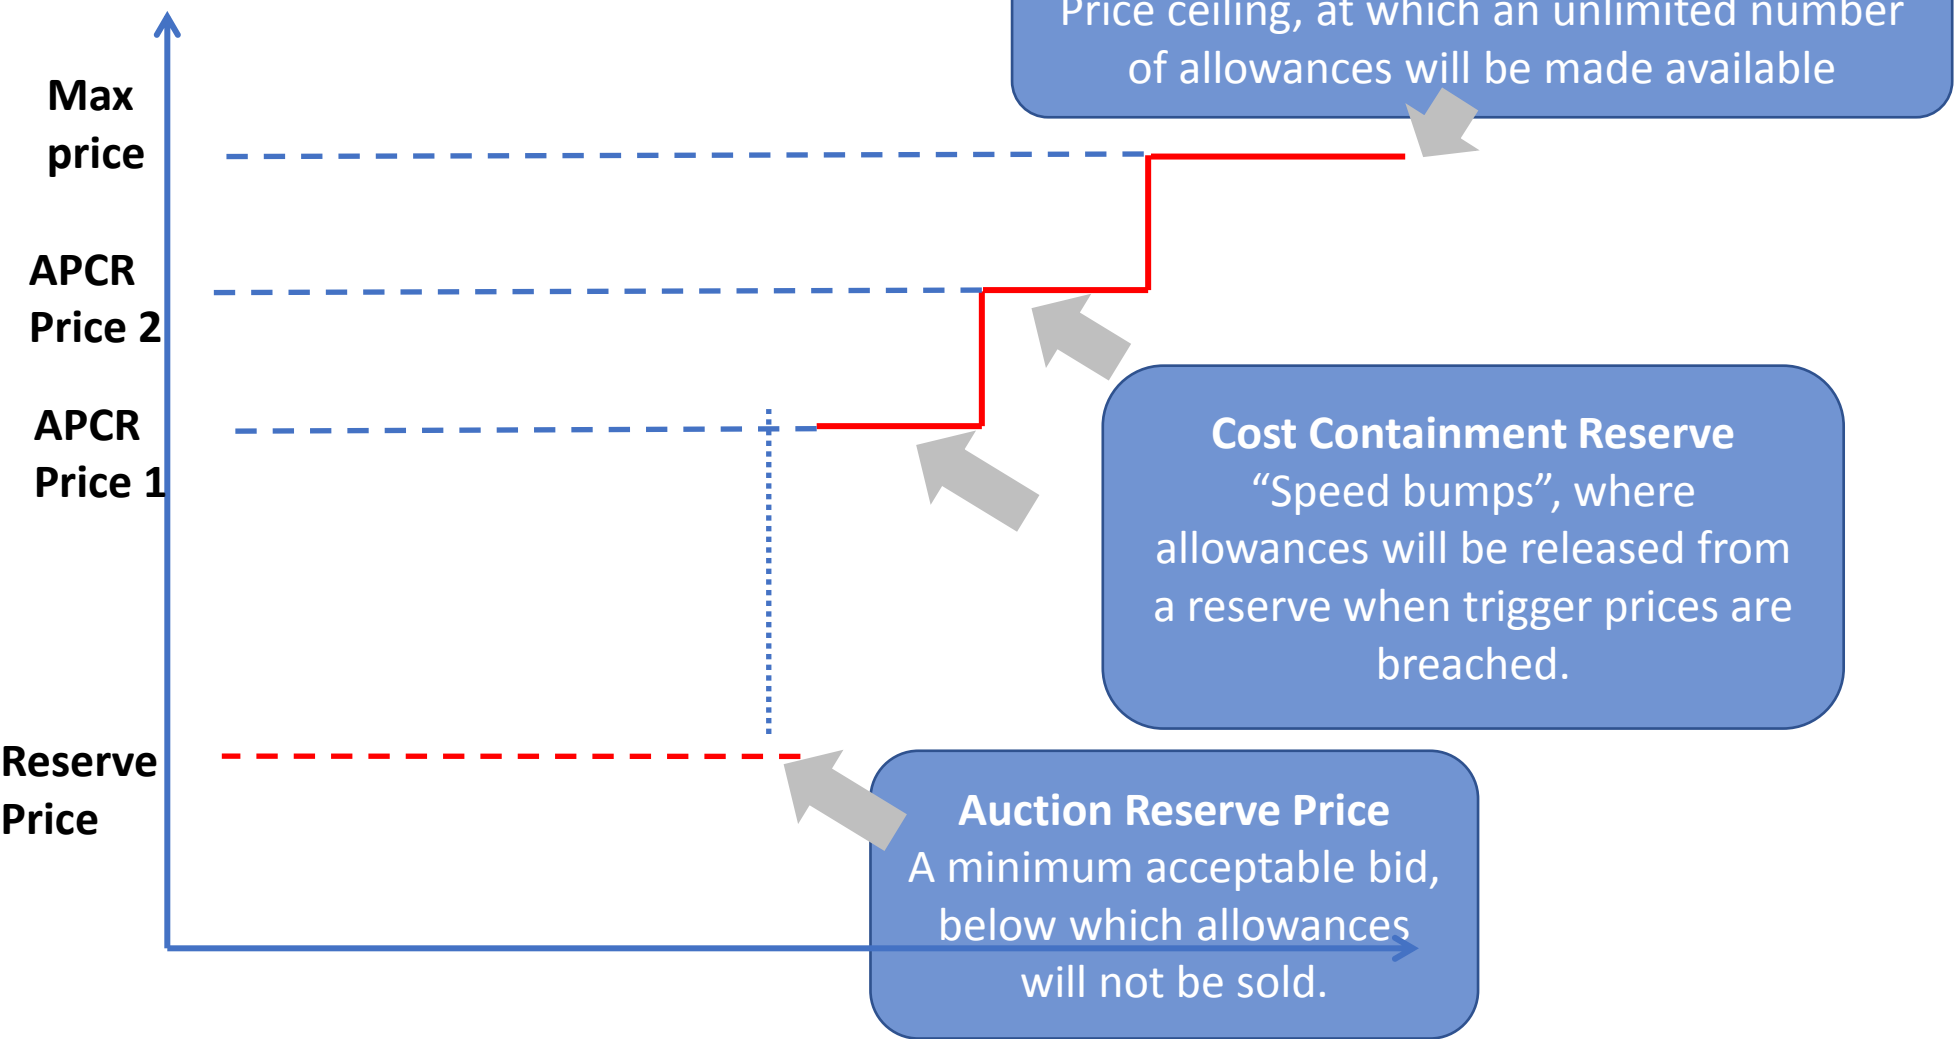 Price ceiling, at which an unlimited number
of allowances will be made available
Max
price
APCR
Price 2
APCR
Price 1
Cost Containment Reserve
“Speed bumps”, where
allowances will be released from
a reserve when trigger prices are
breached.
Reserve
Price
Auction Reserve Price
A minimum acceptable bid,
below which allowances
will not be sold.